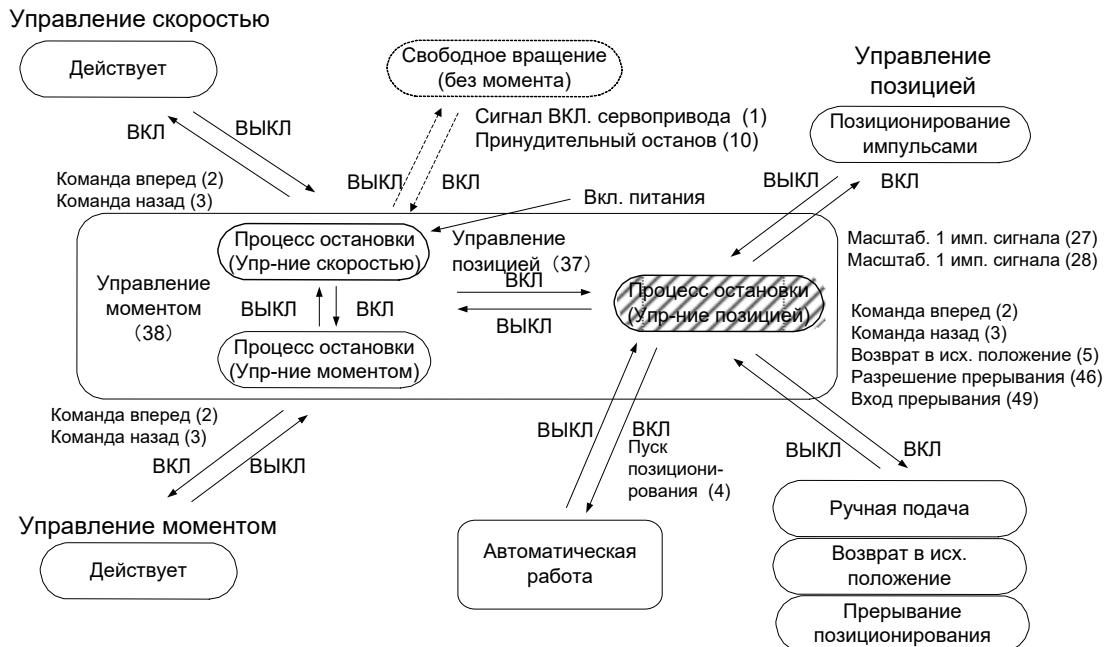 Управление скоростью
Действует
ВКЛ
ВЫКЛ
Команда вперед (2)
Команда назад (3)
Свободное вращение
(без момента)
Сигнал ВКЛ. сервопривода (1)
Принудительный останов (10)
ВЫКЛ
ВКЛ
Вкл. питания
Управление
позицией
Позиционирование
импульсами
ВЫКЛ
ВКЛ
Масштаб. 1 имп. сигнала (27)
Масштаб. 1 имп. сигнала (28)
Процесс остановки
(Упр-ние скоростью)
Управление
моментом
(38)
ВЫКЛ
ВКЛ
Процесс остановки
(Упр-ние моментом)
Управление
позицией (37)
ВКЛ
ВЫКЛ
Процесс остановки
(Упр-ние позицией)
Команда вперед (2)
Команда назад (3)
Возврат в исх. положение (5)
Разрешение прерывания (46)
Вход прерывания (49)
Команда вперед (2)
Команда назад (3)
ВКЛ
ВЫКЛ
Управление моментом
Действует
ВЫКЛ
ВКЛ
Пуск
позициони-
рования (4)
Автоматическая
работа
ВЫКЛ
ВКЛ
Ручная подача
Возврат в исх.
положение
Прерывание
позиционирования